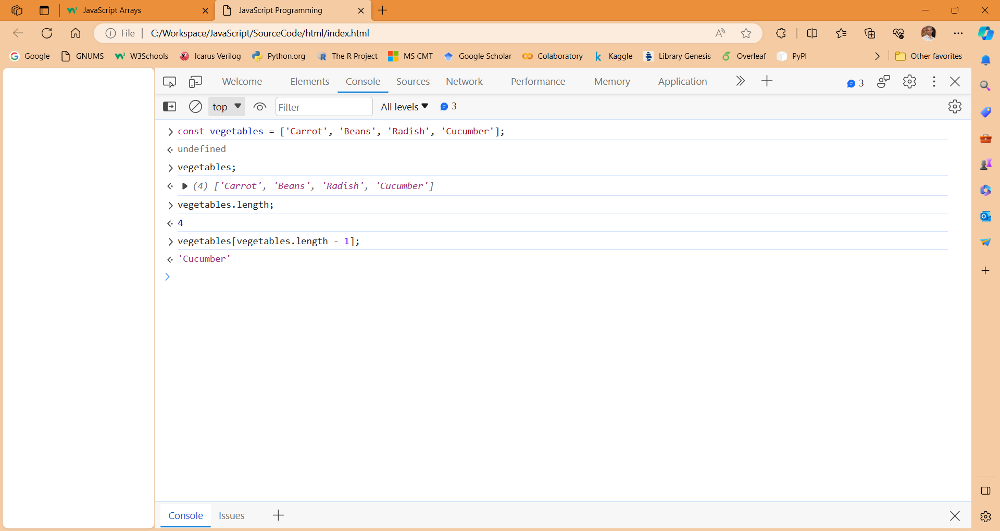 JavaScript Arrays
JavaScript Programming
File
C:/Workspace/JavaScript/SourceCode/html/index.html
Google GNUMS W3Schools Icarus Verilog Python.org The R Project MS CMT Google Scholar Colaboratory Kaggle Library Genesis Overleaf PyPI Other favorites
Welcome Elements Console Sources Network Performance Memory Application 3
top Filter All levels 3
const vegetables = ['Carrot', 'Beans', 'Radish', 'Cucumber'];
undefined
vegetables;
(4) ['Carrot', 'Beans', 'Radish', 'Cucumber']
vegetables.length;
4
vegetables[vegetables.length - 1];
'Cucumber'
Console Issues